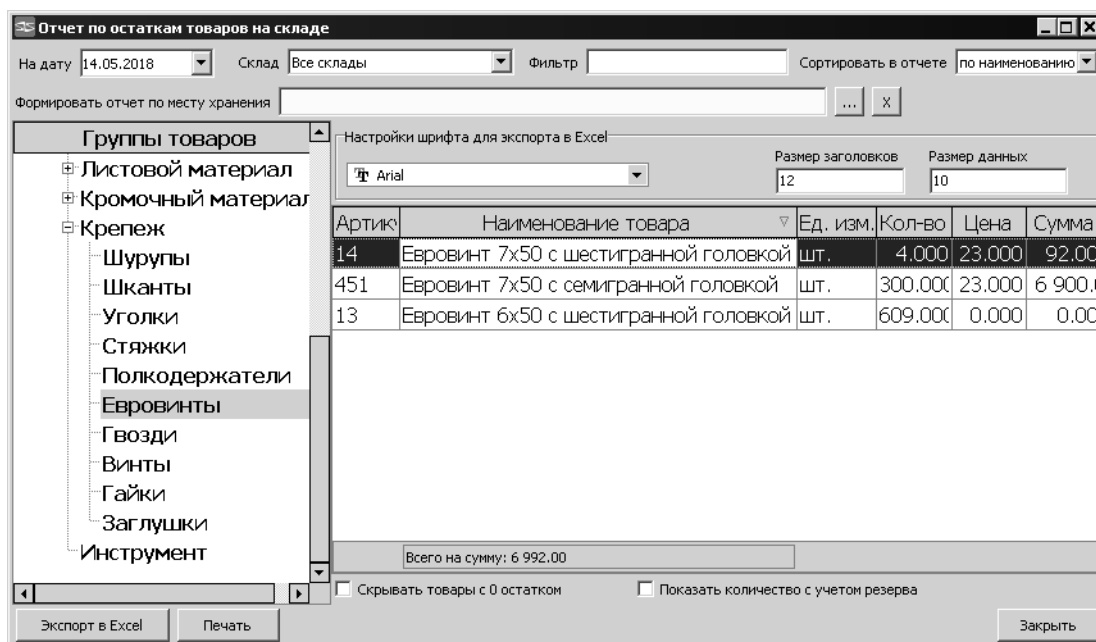 Отчет по остаткам товаров на складе
На дату 14.05.2018 Склад Все склады Фильтр Сортировать в отчете по наименованию
Формировать отчет по месту хранения ... x
Группы товаров
Листовой материал
Кромочный материал
Крепеж
Шурупы
Шканты
Уголки
Стяжки
Полкодержатели
Евровинты
Гвозди
Винты
Гайки
Заглушки
Инструмент
Настройки шрифта для экспорта в Excel
Размер заголовков Размер данных
Arial 12 10
Артику Наименование товара Ед. изм. Кол-во Цена Сумма
14 Евровинт 7x50 с шестигранной головкой шт. 4.000 23.000 92.00
451 Евровинт 7x50 с семигранной головкой шт. 300.000 23.000 6 900.
13 Евровинт 6x50 с шестигранной головкой шт. 609.000 0.000 0.00
Всего на сумму: 6 992.00
Скрывать товары с 0 остатком Показать количество с учетом резерва
Экспорт в Excel Печать Закрыть